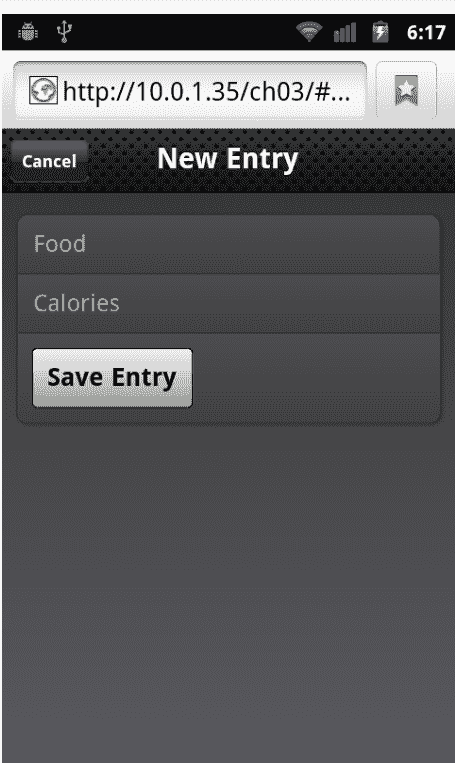 6:17
http://10.0.1.35/ch03/#...
Cancel
New Entry
Food
Calories
Save Entry